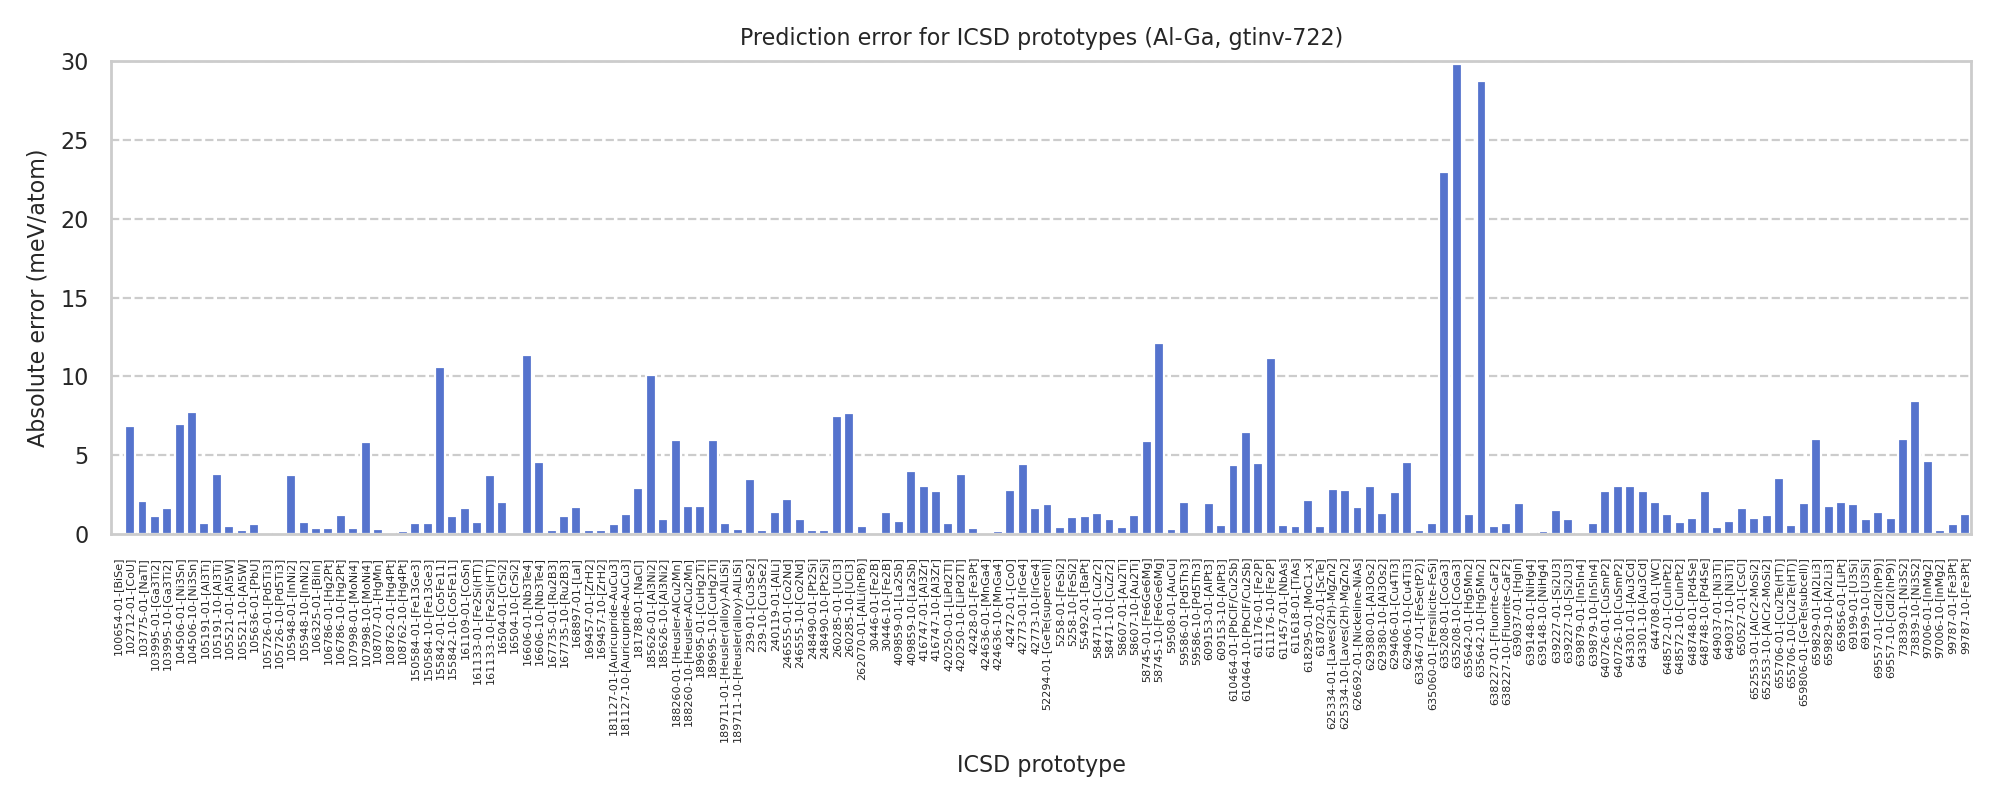 Prediction error for ICSD prototypes (Al-Ga, gtinv-722)
Absolute error (meV/atom)
30
25
20
15
10
5
0
100654-01-[BiSe]
102712-01-[CoU]
103775-01-[NaTl]
103995-01-[Ga3Ti2]
103995-10-[Ga3Ti2]
104506-01-[Ni3Sn]
104506-10-[Ni3Sn]
105191-01-[Al3Ti]
105191-10-[Al3Ti]
105521-01-[Al5W]
105521-10-[Al5W]
105636-01-[PbU]
105726-01-[Pd5Ti3]
105726-10-[Pd5Ti3]
105948-01-[InNi2]
105948-10-[InNi2]
106325-01-[BiIn]
106786-01-[Hg2Pt]
106786-10-[Hg2Pt]
107998-01-[MoNi4]
107998-10-[MoNi4]
108707-01-[HgMn]
108762-01-[Hg4Pt]
108762-10-[Hg4Pt]
150584-01-[Fe13Ge3]
150584-10-[Fe13Ge3]
155842-01-[Co5Fe11]
155842-10-[Co5Fe11]
161109-01-[CoSn]
161133-01-[Fe2Si(HT)]
161133-10-[Fe2Si(HT)]
16504-01-[CrSi2]
16504-10-[CrSi2]
16606-01-[Nb3Te4]
16606-10-[Nb3Te4]
167735-01-[Ru2B3]
167735-10-[Ru2B3]
168897-01-[LaI]
169457-01-[ZrH2]
169457-10-[ZrH2]
181127-01-[Auricupride-AuCu3]
181127-10-[Auricupride-AuCu3]
181788-01-[NaCl]
185626-01-[Al3Ni2]
185626-10-[Al3Ni2]
188260-01-[Heusler-AlCu2Mn]
188260-10-[Heusler-AlCu2Mn]
189695-01-[CuHg2Ti]
189695-10-[CuHg2Ti]
189711-01-[Heusler(alloy)-AlLiSi]
189711-10-[Heusler(alloy)-AlLiSi]
239-01-[Cu3Se2]
239-10-[Cu3Se2]
240119-01-[AlLi]
246555-01-[Co2Nd]
246555-10-[Co2Nd]
248490-01-[Pt2Si]
248490-10-[Pt2Si]
260285-01-[UCl3]
260285-10-[UCl3]
262070-01-[AlLi(hP8)]
30446-01-[Fe2B]
30446-10-[Fe2B]
409859-01-[La2Sb]
409859-10-[La2Sb]
416747-01-[Al3Zr]
416747-10-[Al3Zr]
420250-01-[LiPd2Tl]
420250-10-[LiPd2Tl]
42428-01-[Fe3Pt]
424636-01-[MnGa4]
424636-10-[MnGa4]
42472-01-[CoO]
42773-01-[IrGe4]
42773-10-[IrGe4]
52294-01-[GeTe(supercell)]
5258-01-[FeSi2]
5258-10-[FeSi2]
55492-01-[BaPt]
58471-01-[CuZr2]
58471-10-[CuZr2]
58607-01-[Au2Ti]
58607-10-[Au2Ti]
58745-01-[Fe6Ge6Mg]
58745-10-[Fe6Ge6Mg]
59508-01-[AuCu]
59586-01-[Pd5Th3]
59586-10-[Pd5Th3]
609153-01-[AlPt3]
609153-10-[AlPt3]
610464-01-[PbClF/Cu2Sb]
610464-10-[PbClF/Cu2Sb]
611176-01-[Fe2P]
611176-10-[Fe2P]
611457-01-[NbAs]
611618-01-[TiAs]
618295-01-[MoC1-x]
618702-01-[ScTe]
625334-01-[Laves(2H)-MgZn2]
625334-10-[Laves(2H)-MgZn2]
626692-01-[Nickeline-NiAs]
629380-01-[Al3Os2]
629380-10-[Al3Os2]
629406-01-[Cu4Ti3]
629406-10-[Cu4Ti3]
633467-01-[FeSe(tP2)]
635060-01-[Fersilicite-FeSi]
635208-01-[CoGa3]
635208-10-[CoGa3]
635642-01-[Hg5Mn2]
635642-10-[Hg5Mn2]
638227-01-[Fluorite-CaF2]
638227-10-[Fluorite-CaF2]
639037-01-[HgIn]
639148-01-[NiHg4]
639148-10-[NiHg4]
639227-01-[Si2U3]
639227-10-[Si2U3]
639879-01-[In5In4]
639879-10-[In5In4]
640726-01-[CuSmP2]
640726-10-[CuSmP2]
643301-01-[Au3Cd]
643301-10-[Au3Cd]
644708-01-[WC]
648572-01-[CuInPt2]
648572-10-[CuInPt2]
648748-01-[Pd4Se]
648748-10-[Pd4Se]
649037-01-[Ni3Ti]
649037-10-[Ni3Ti]
650527-01-[CsCl]
652553-01-[AlCr2-MoSi2]
652553-10-[AlCr2-MoSi2]
655706-01-[Cu2Te(HT)]
655706-10-[Cu2Te(HT)]
659806-01-[GeTe(subcell)]
659829-01-[Al2Li3]
659829-10-[Al2Li3]
659856-01-[LiPt]
69199-01-[U3Si]
69199-10-[U3Si]
69557-01-[CdI2(hP9)]
69557-10-[CdI2(hP9)]
73839-01-[Ni3S2]
73839-10-[Ni3S2]
97006-01-[InMg2]
97006-10-[InMg2]
99787-01-[Fe3Pt]
99787-10-[Fe3Pt]
ICSD prototype